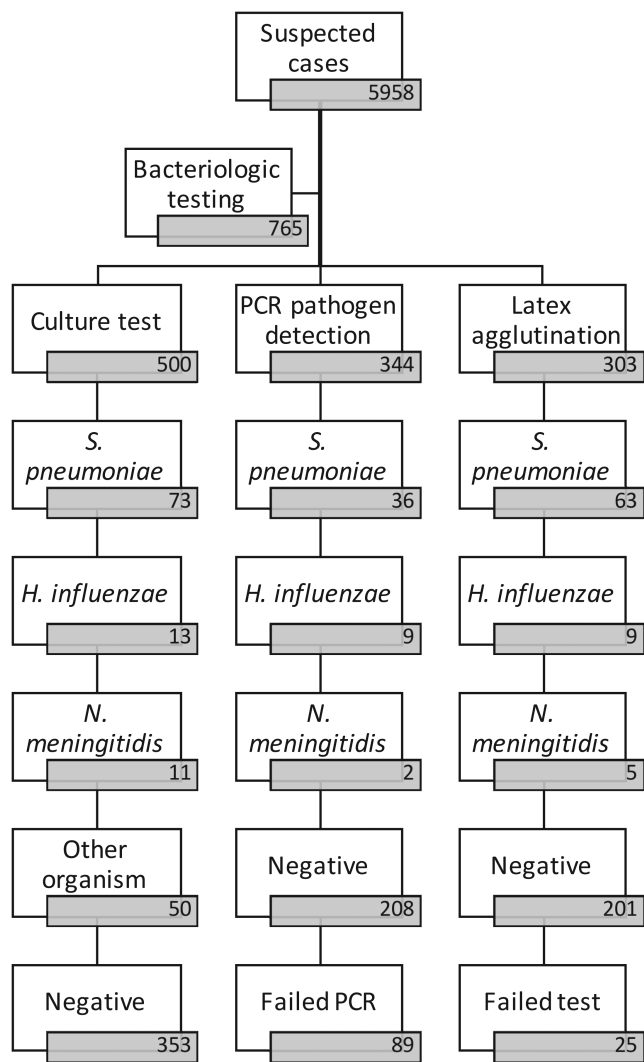 Suspected
cases
5958
Bacteriologic
testing
765
Culture test
500
PCR pathogen
detection
344
Latex
agglutination
303
S.
pneumoniae
73
S.
pneumoniae
36
S.
pneumoniae
63
H. influenzae
13
H. influenzae
9
H. influenzae
9
N.
meningitidis
11
N.
meningitidis
2
N.
meningitidis
5
Other
organism
50
Negative
208
Negative
201
Negative
353
Failed PCR
89
Failed test
25